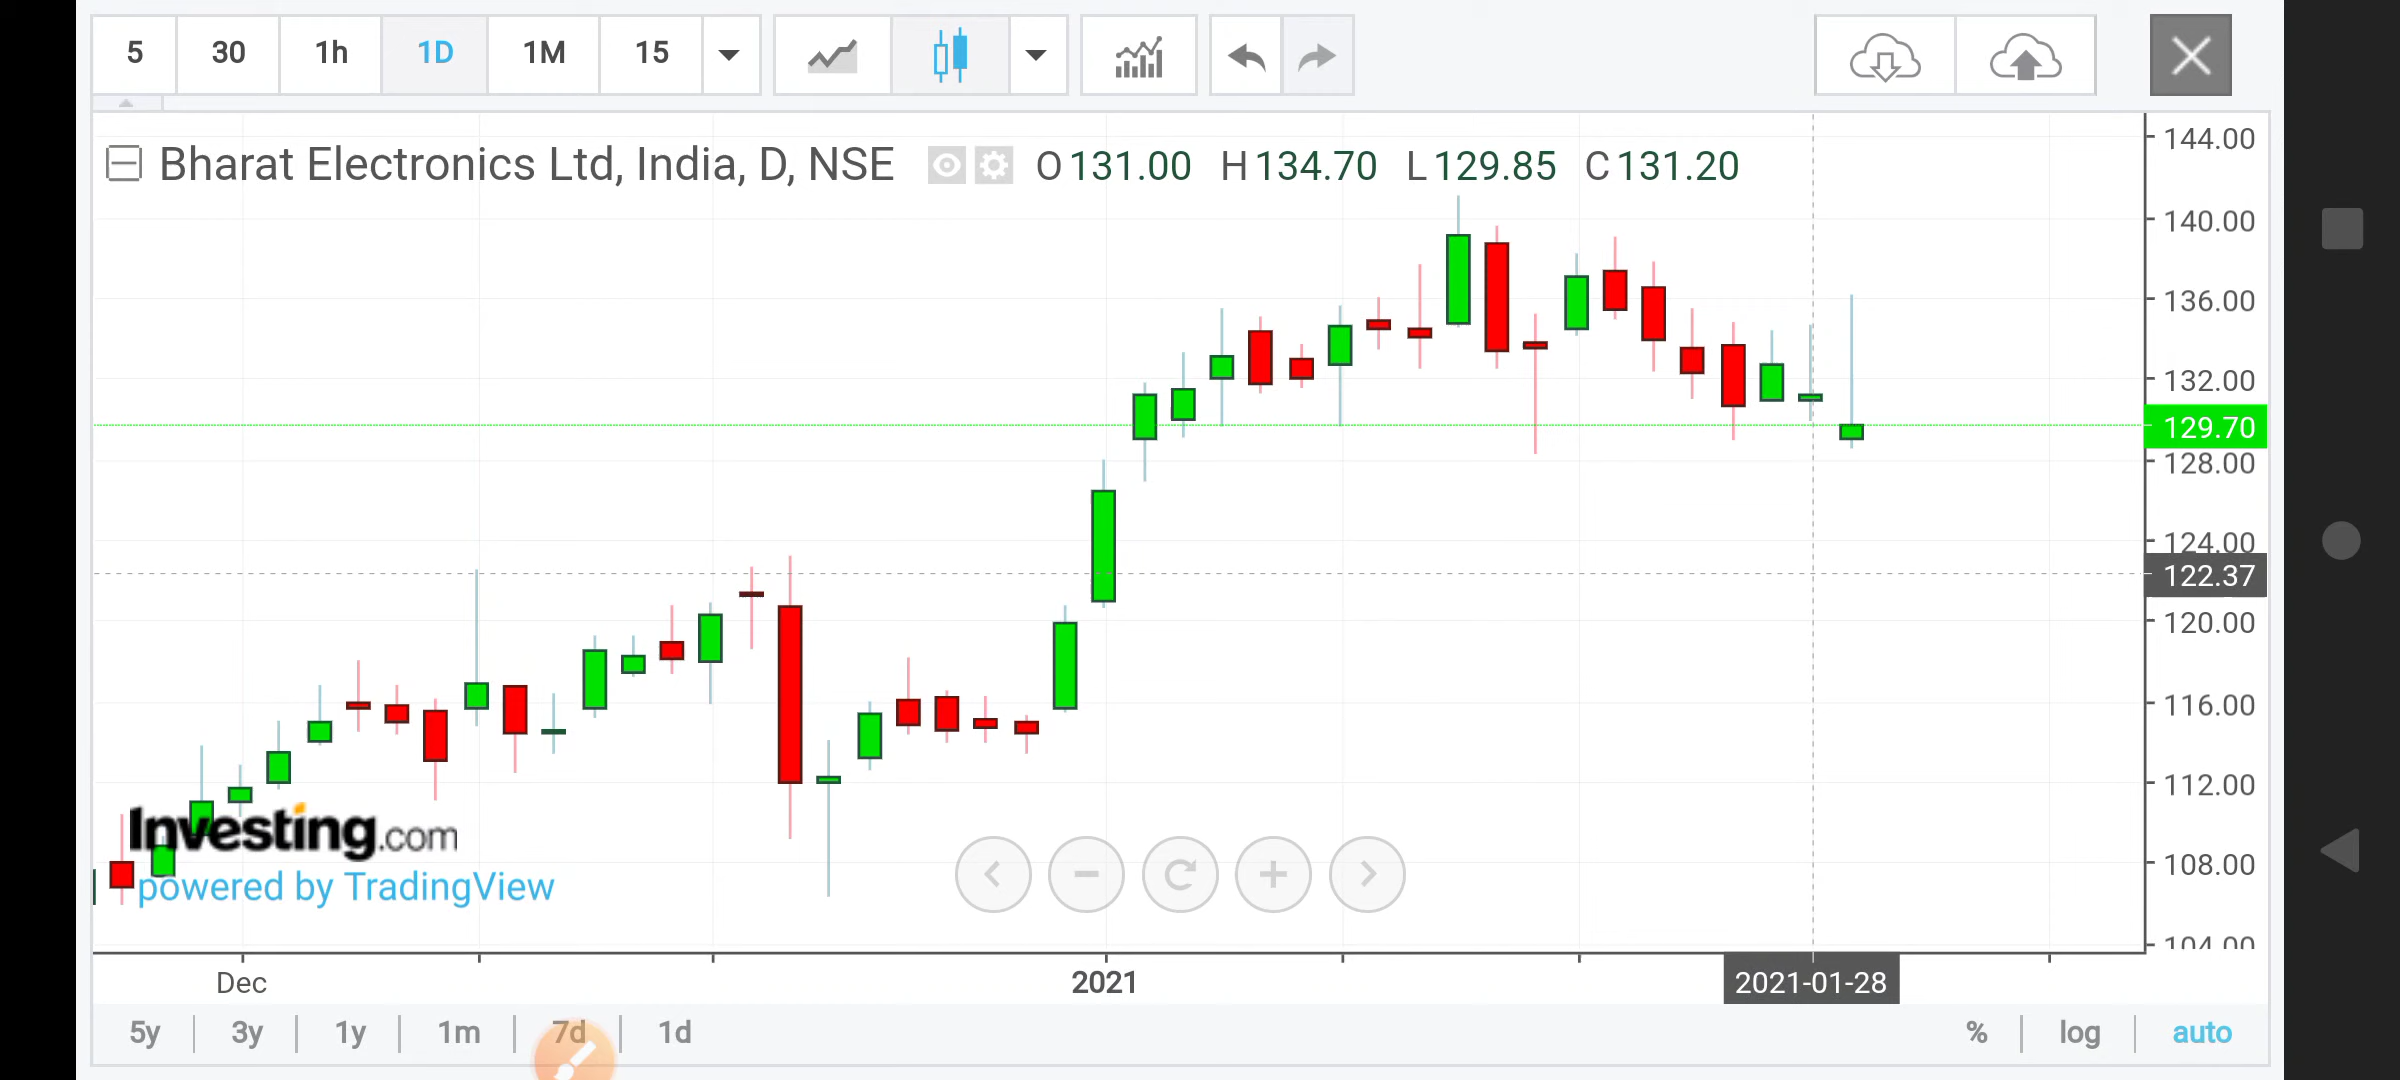 5 30 1h 1D 1M 15
Bharat Electronics Ltd, India, D, NSE O 131.00 H 134.70 L 129.85 C 131.20
144.00
140.00
136.00
132.00
129.70
128.00
124.00
122.37
120.00
116.00
112.00
108.00
104.00
Investing.com
powered by TradingView
Dec 2021 2021-01-28
5y 3y 1y 1m 7d 1d % log auto